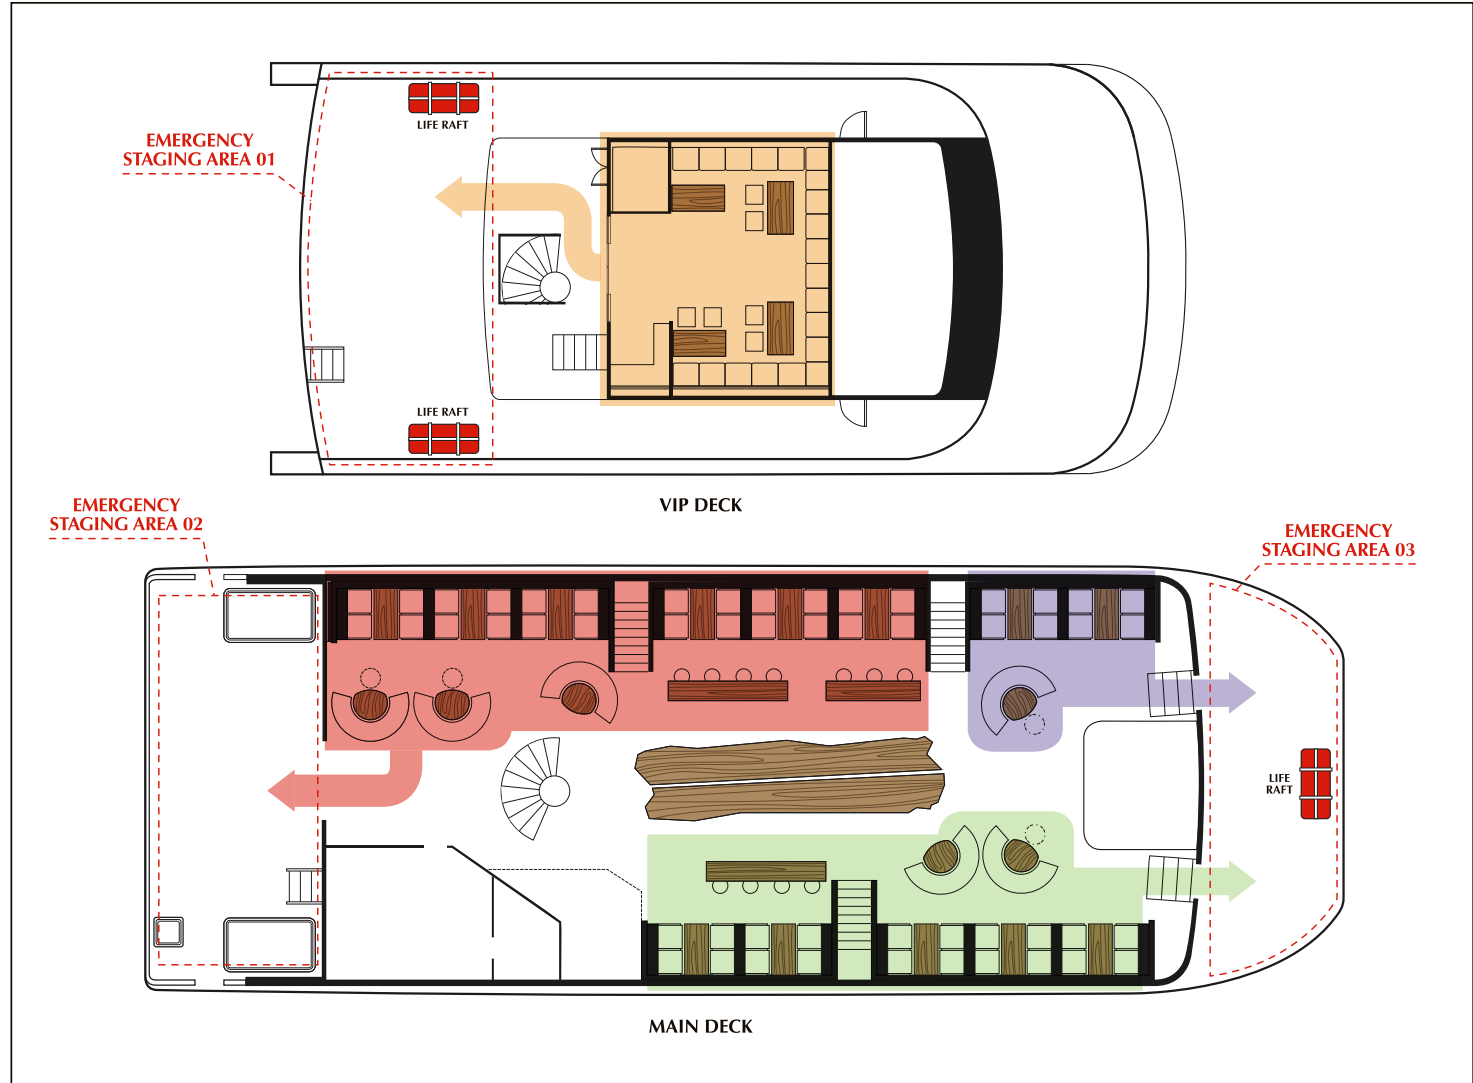 EMERGENCY
STAGING AREA 01
LIFE RAFT
LIFE RAFT
VIP DECK
EMERGENCY
STAGING AREA 02
EMERGENCY
STAGING AREA 03
LIFE
RAFT
MAIN DECK